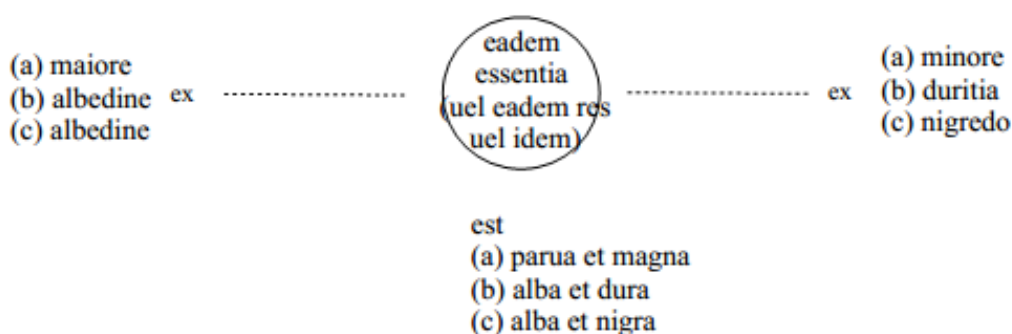 (a) maiore
(b) albedine ex
(c) albedine
eadem
essentia
(uel eadem res
uel idem)
ex
(a) minore
(b) duritia
(c) nigredo
est
(a) parua et magna
(b) alba et dura
(c) alba et nigra